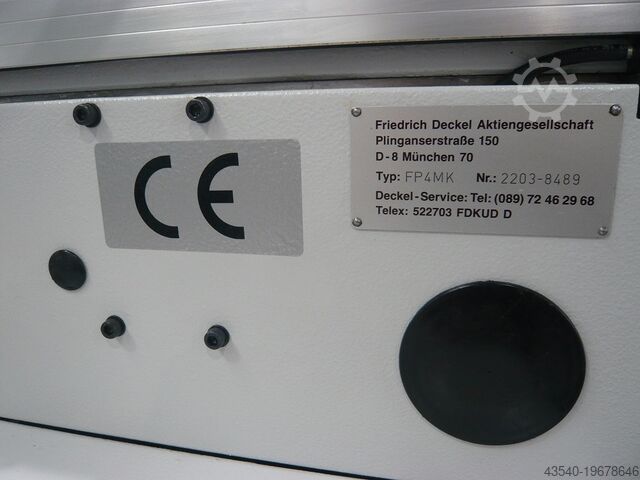 Friedrich Deckel Aktiengesellschaft
Plinganserstraße 150
D-8 München 70
Typ: FP4MK Nr.: 2203-8489
Deckel-Service: Tel: (089) 72 46 29 68
Telex: 522703 FDKUD D
CE
43540-19678646